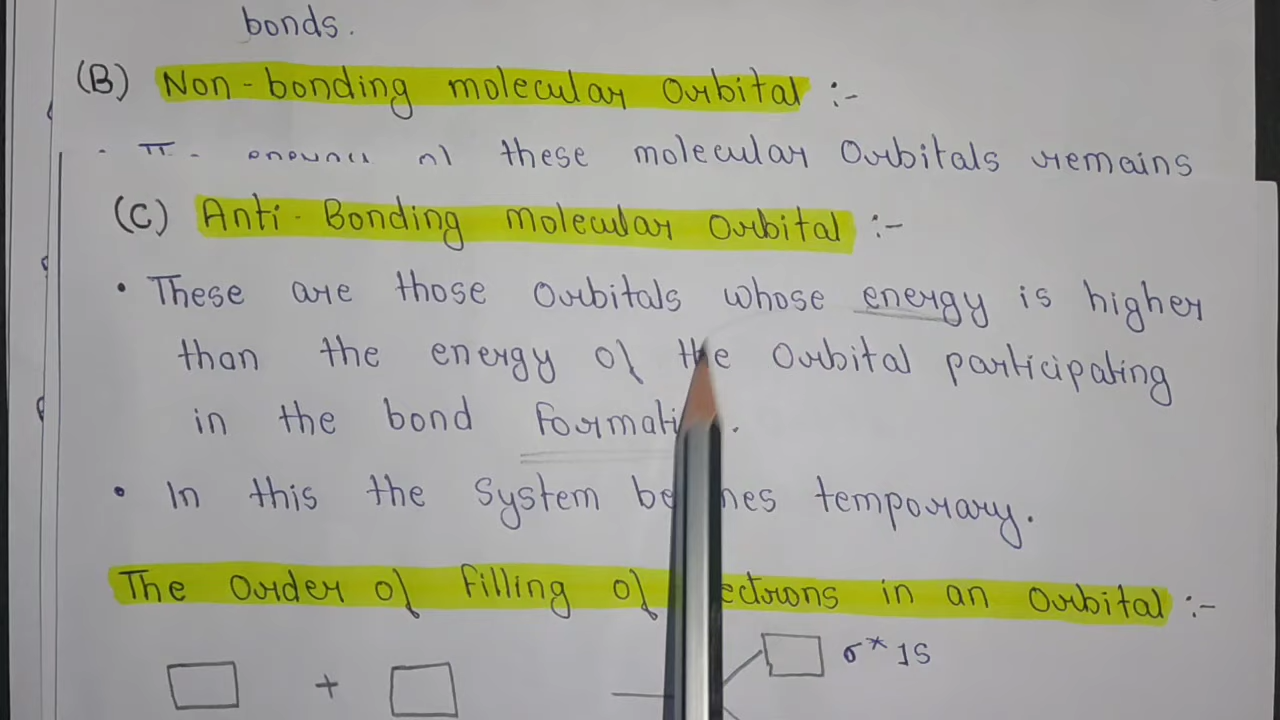 bonds.
(B) Non-bonding molecular Orbital :-
these molecular Orbitals remains
(C) Anti-Bonding Molecular Orbital :-
• These are those Orbitals whose energy is higher
than the energy of the Orbital participating
in the bond
• In this the System temporary.
The Order of filling of in an Orbital :-
+ σ* 1S